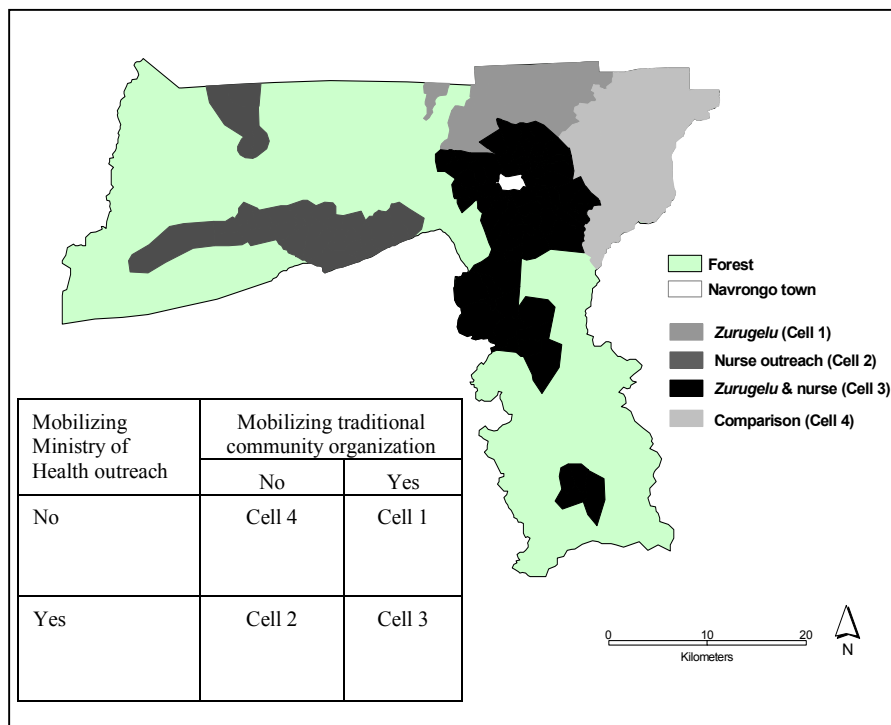 Forest
Navrongo town
Zurugelu (Cell 1)
Nurse outreach (Cell 2)
Zurugelu & nurse (Cell 3)
Comparison (Cell 4)
Mobilizing
Ministry of
Health outreach
Mobilizing traditional
community organization
No Yes
No Cell 4 Cell 1
Yes Cell 2 Cell 3
0 10 20
Kilometers
N